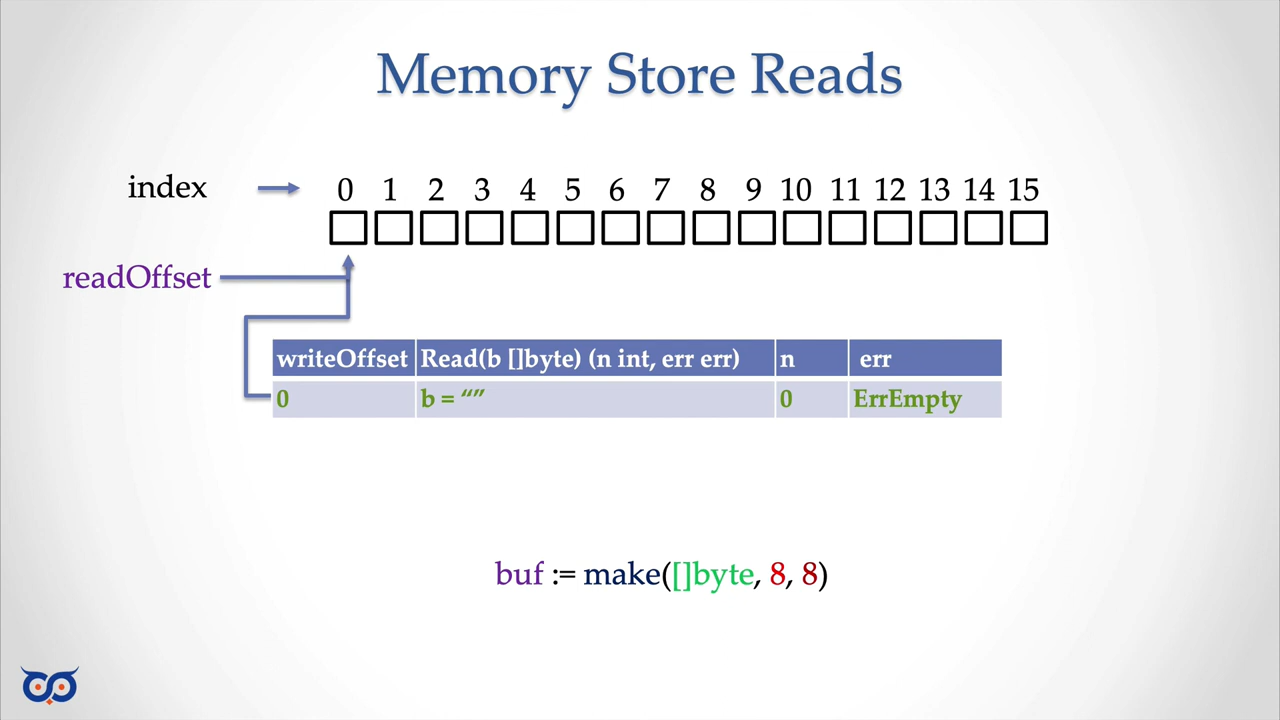 Memory Store Reads
index 0 1 2 3 4 5 6 7 8 9 10 11 12 13 14 15
readOffset
writeOffset Read(b []byte) (n int, err err) n err
0 b = “” 0 ErrEmpty
buf := make([]byte, 8, 8)